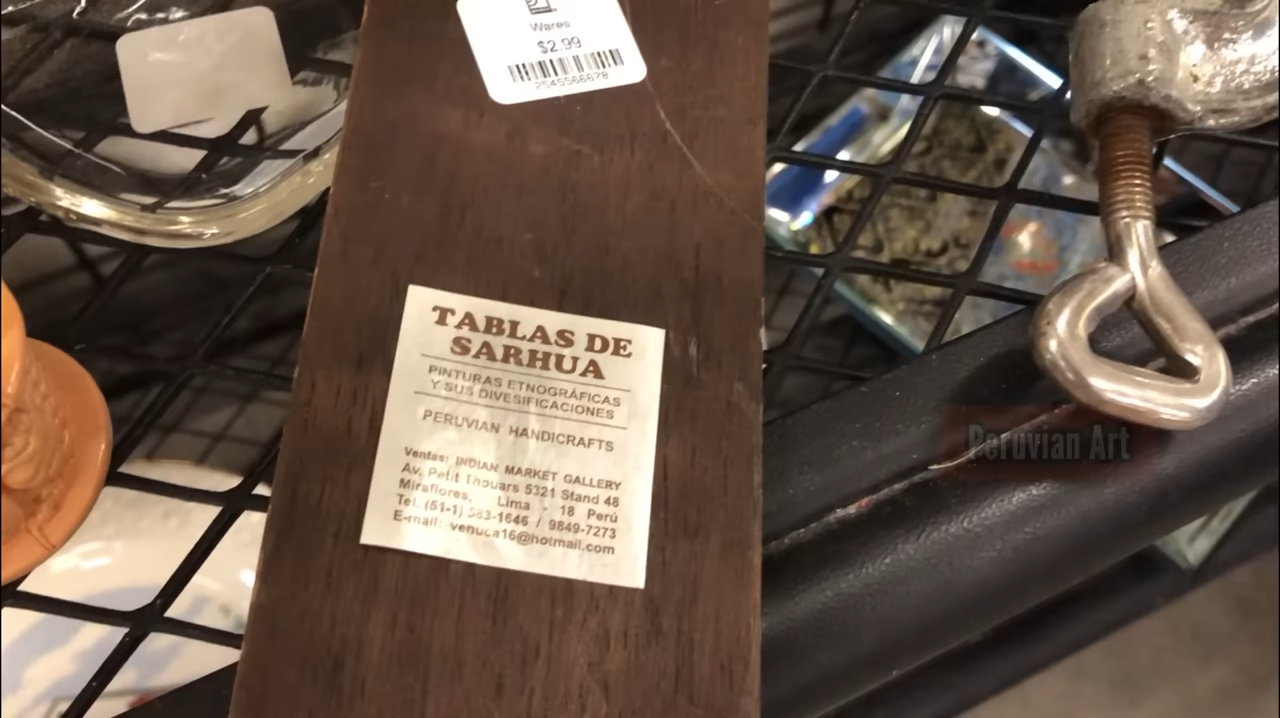 Wares
$2.99
2545566678
TABLAS DE
SARHUA
PINTURAS ETNOGRÁFICAS
Y SUS DIVESIFICACIONES
PERUVIAN HANDICRAFTS
Ventas: INDIAN MARKET GALLERY
Av. Petit Thouars 5321 Stand 48
Miraflores, Lima - 18 Perú
Tel. (51-1) 583-1646 / 9849-7273
E-mail: venuca16@hotmail.com
Peruvian Art